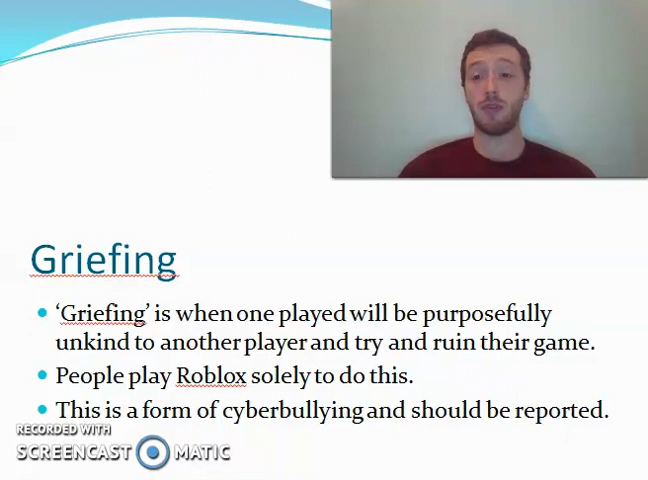 Griefing
‘Griefing’ is when one played will be purposefully
unkind to another player and try and ruin their game.
People play Roblox solely to do this.
This is a form of cyberbullying and should be reported.
RECORDED WITH
SCREENCAST MATIC